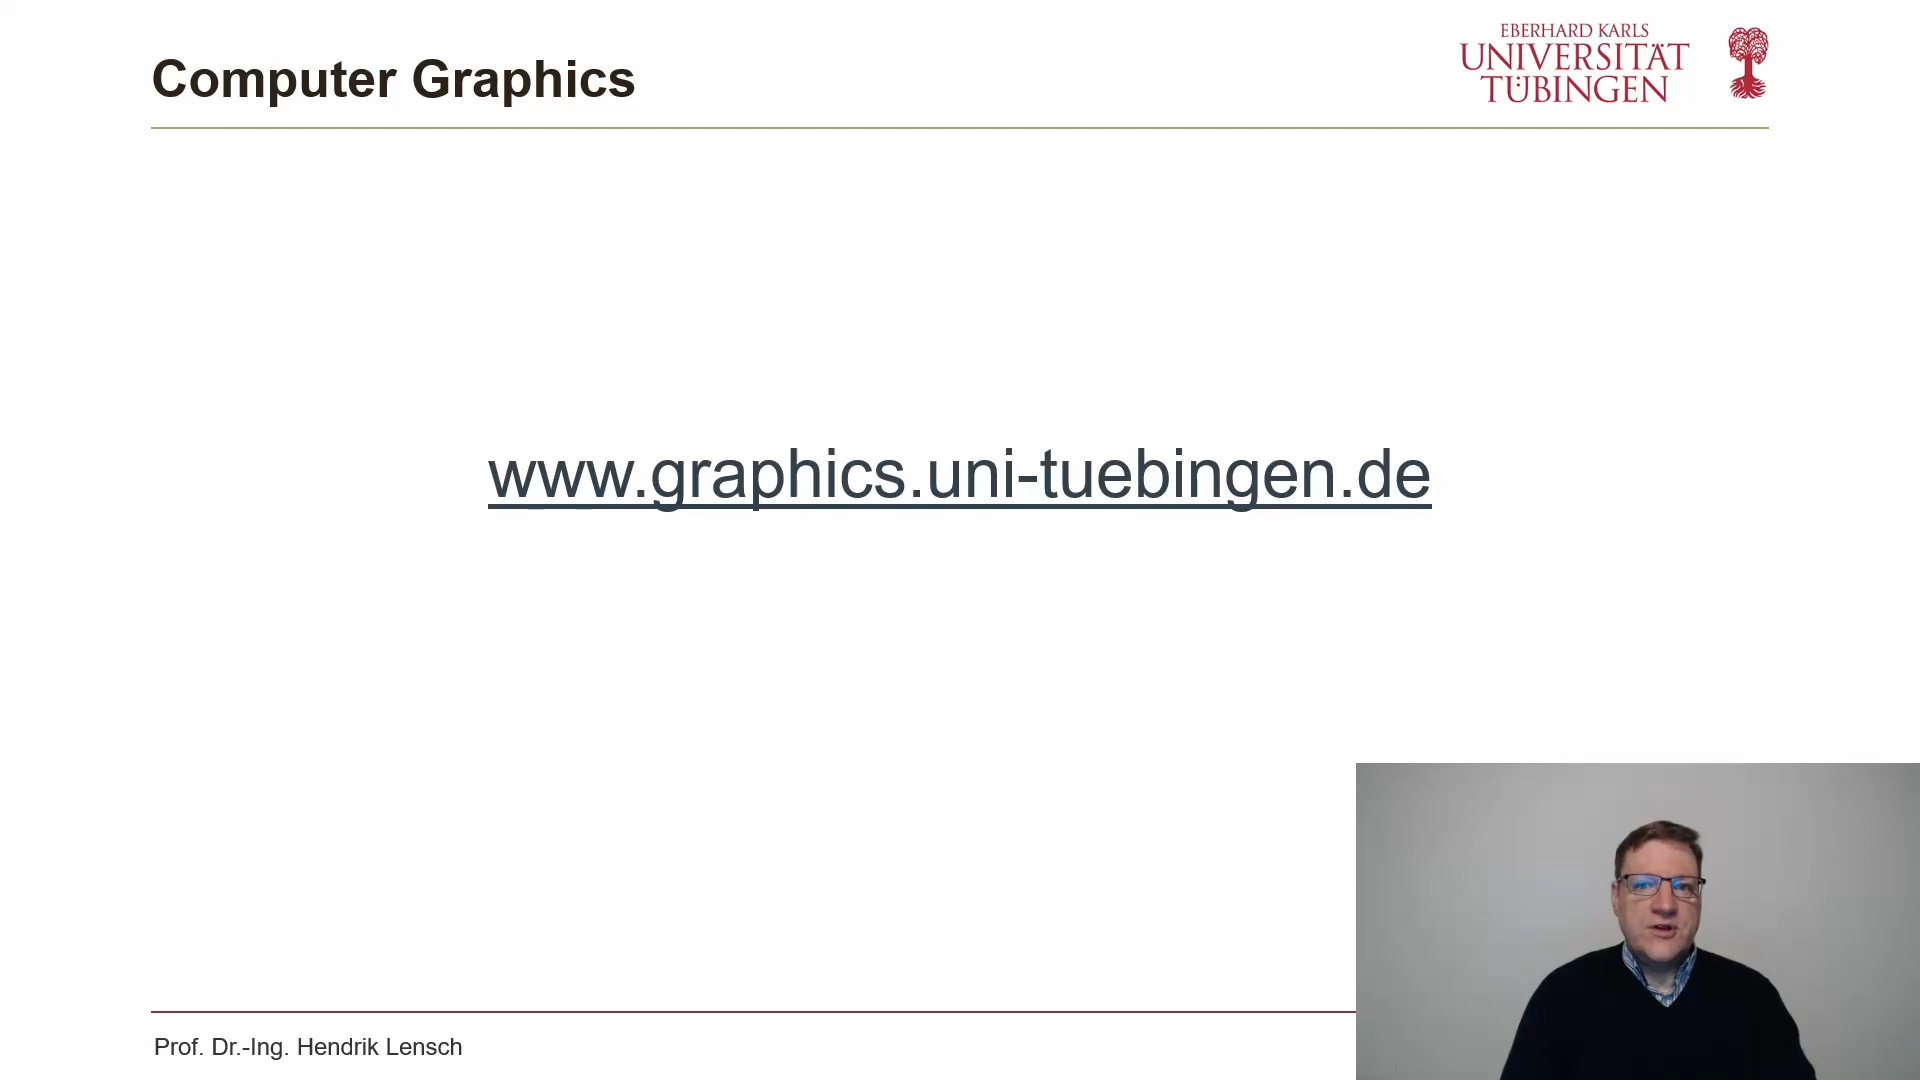 Computer Graphics
EBERHARD KARLS
UNIVERSITÄT
TÜBINGEN
www.graphics.uni-tuebingen.de
Prof. Dr.-Ing. Hendrik Lensch